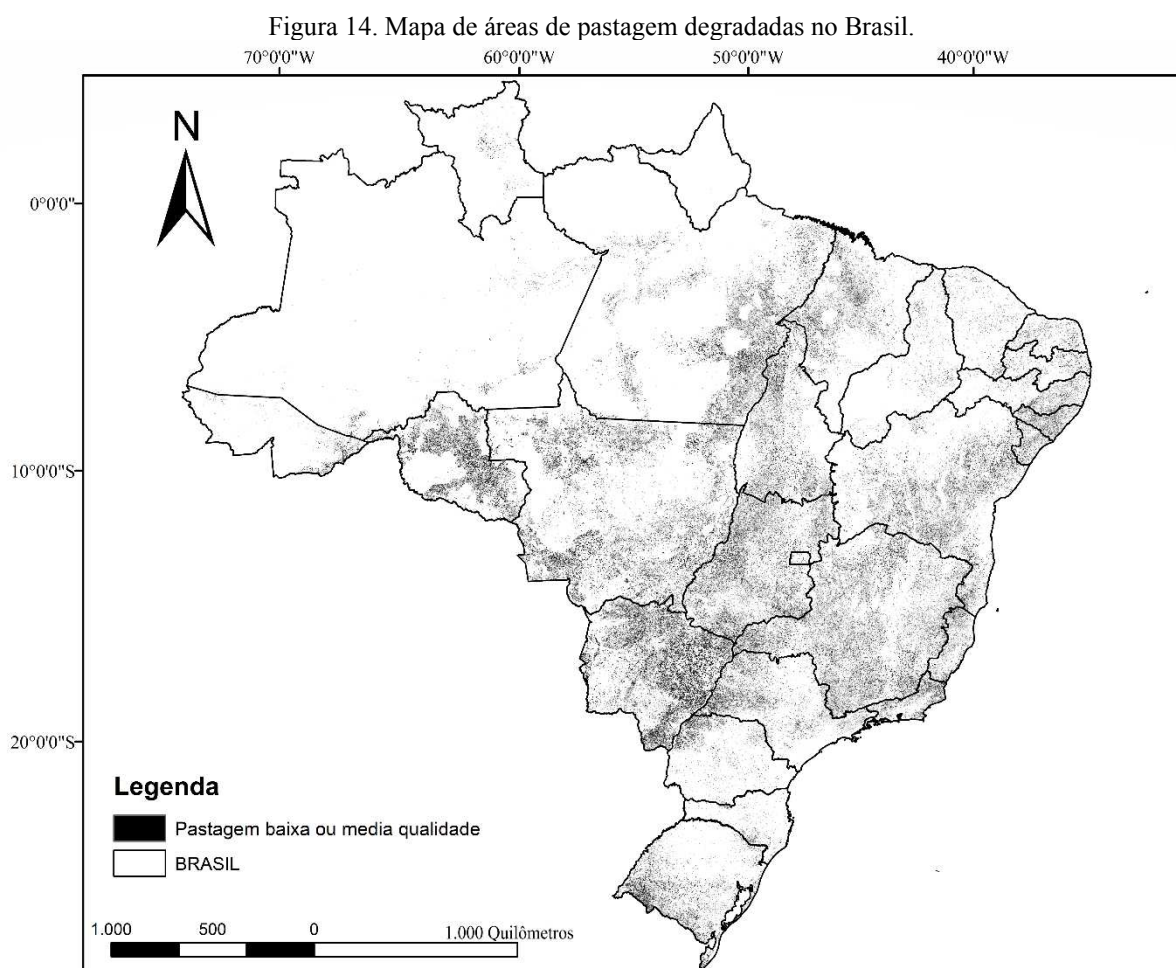 Figura 14. Mapa de áreas de pastagem degradadas no Brasil.
70°0'0"W 60°0'0"W 50°0'0"W 40°0'0"W
N
0°0'0"
10°0'0"S
20°0'0"S
Legenda
Pastagem baixa ou media qualidade
BRASIL
1.000 500 0 1.000 Quilômetros